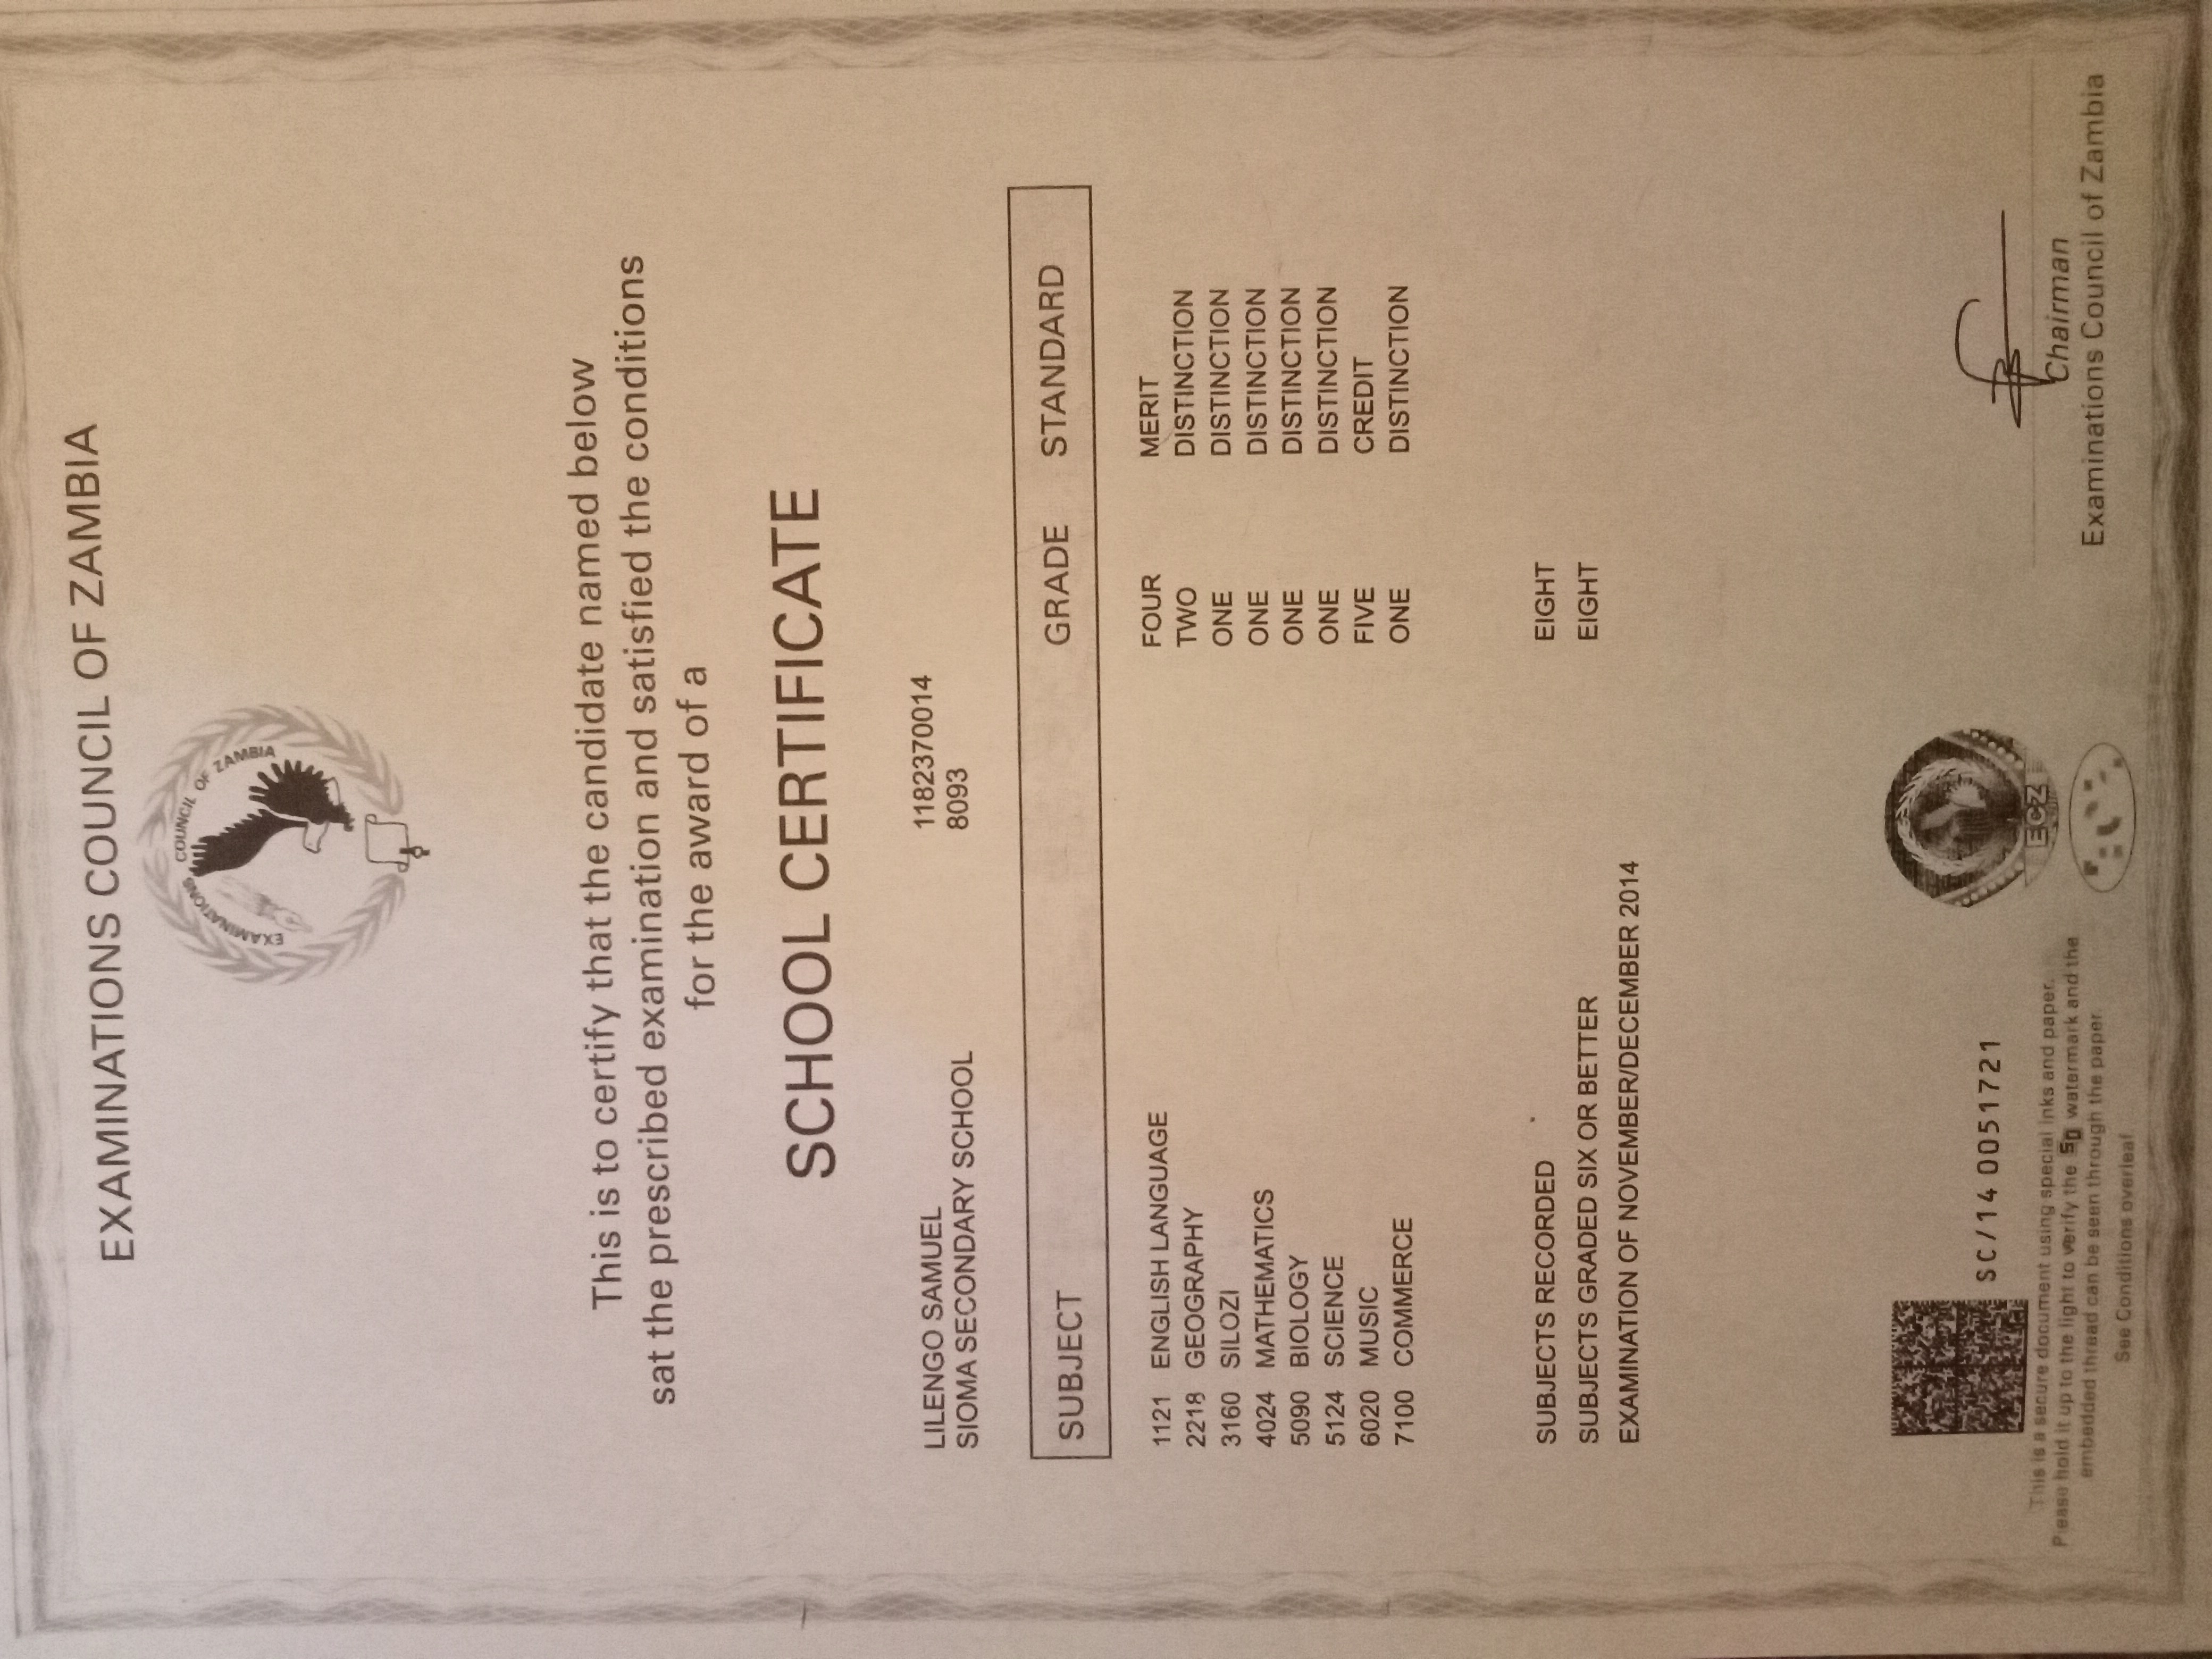 EXAMINATIONS COUNCIL OF ZAMBIA
EXAMINATIONS COUNCIL OF ZAMBIA
This is to certify that the candidate named below
sat the prescribed examination and satisfied the conditions
for the award of a
SCHOOL CERTIFICATE
LILENGO SAMUEL 1182370014
SIOMA SECONDARY SCHOOL 8093
SUBJECT GRADE STANDARD
1121 ENGLISH LANGUAGE FOUR MERIT
2218 GEOGRAPHY TWO DISTINCTION
3160 SILOZI ONE DISTINCTION
4024 MATHEMATICS ONE DISTINCTION
5090 BIOLOGY ONE DISTINCTION
5124 SCIENCE ONE DISTINCTION
6020 MUSIC FIVE CREDIT
7100 COMMERCE ONE DISTINCTION
SUBJECTS RECORDED EIGHT
SUBJECTS GRADED SIX OR BETTER EIGHT
EXAMINATION OF NOVEMBER/DECEMBER 2014
SC/14 0051721
ECZ
This is a secure document using special inks and paper.
Please hold it up to the light to verify the watermark and the
embedded thread can be seen through the paper.
See Conditions overleaf
Chairman
Examinations Council of Zambia